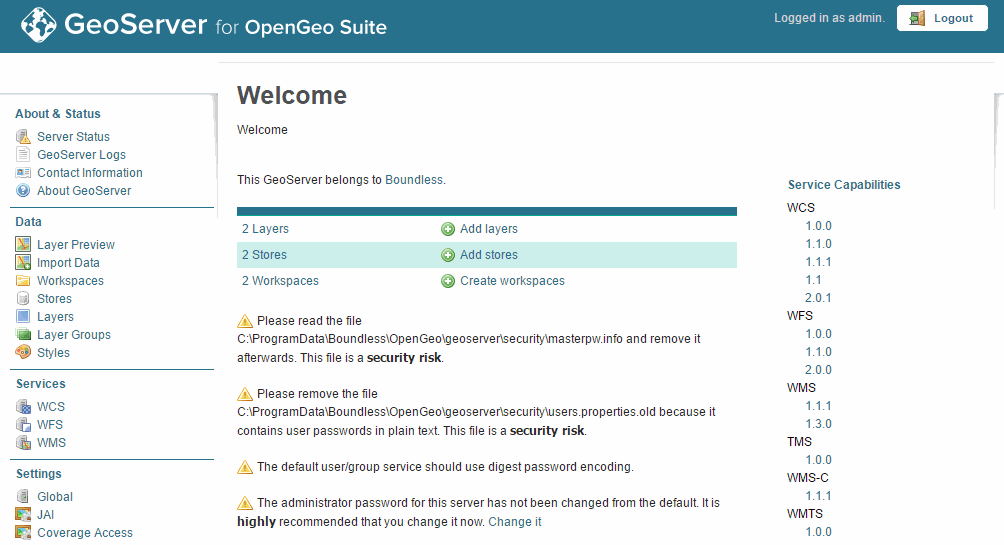 GeoServer for OpenGeo Suite
Logged in as admin.
Logout
About & Status
Server Status
GeoServer Logs
Contact Information
About GeoServer
Data
Layer Preview
Import Data
Workspaces
Stores
Layers
Layer Groups
Styles
Services
WCS
WFS
WMS
Settings
Global
JAI
Coverage Access
Welcome
Welcome
This GeoServer belongs to Boundless.
2 Layers Add layers
2 Stores Add stores
2 Workspaces Create workspaces
Please read the file
C:\ProgramData\Boundless\OpenGeo\geoserver\security\masterpw.info and remove it
afterwards. This file is a security risk.
Please remove the file
C:\ProgramData\Boundless\OpenGeo\geoserver\security\users.properties.old because it
contains user passwords in plain text. This file is a security risk.
The default user/group service should use digest password encoding.
The administrator password for this server has not been changed from the default. It is
highly recommended that you change it now. Change it
Service Capabilities
WCS
1.0.0
1.1.0
1.1.1
1.1
2.0.1
WFS
1.0.0
1.1.0
2.0.0
WMS
1.1.1
1.3.0
TMS
1.0.0
WMS-C
1.1.1
WMTS
1.0.0